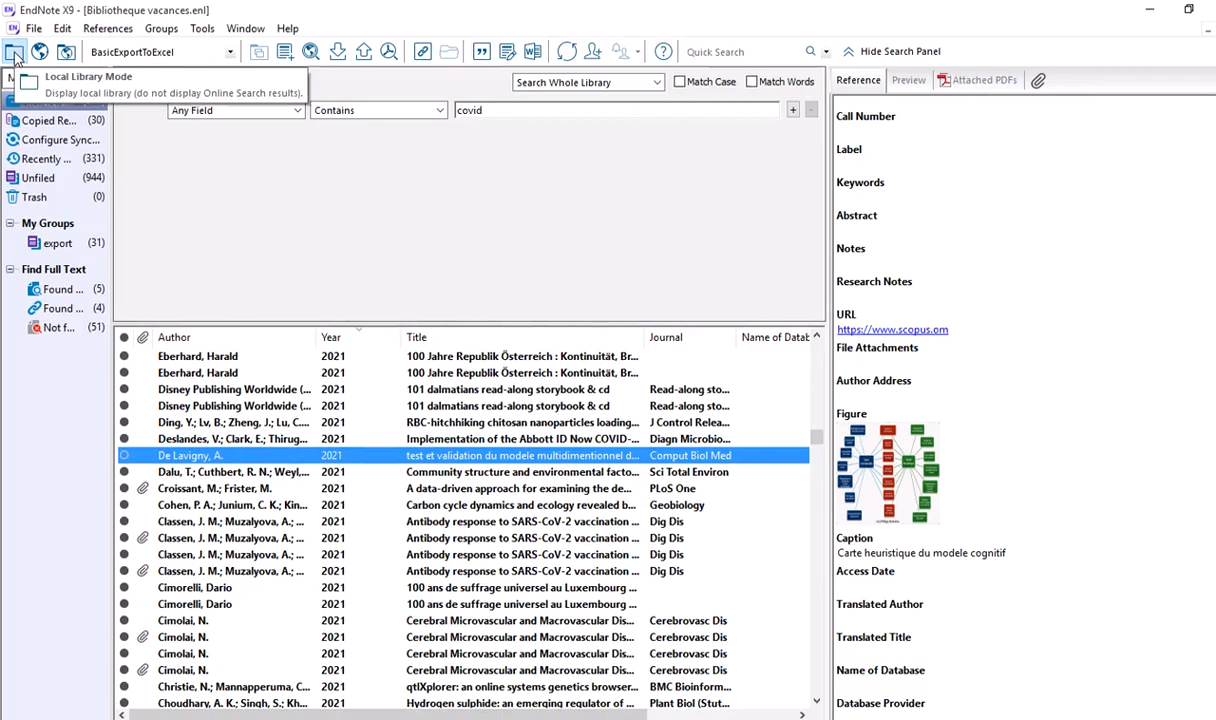 EndNote X9 - [Bibliotheque vacances.enl]
File Edit References Groups Tools Window Help
BasicExportToExcel Quick Search Hide Search Panel
Local Library Mode
Display local library (do not display Online Search results).
Search Whole Library Match Case Match Words
Any Field Contains covid
Copied Re... (30)
Configure Sync...
Recently ... (331)
Unfiled (944)
Trash (0)
My Groups
export (31)
Find Full Text
Found ... (5)
Found ... (4)
Not f... (51)
Author Year Title Journal Name of Datab
Eberhard, Harald 2021 100 Jahre Republik Österreich : Kontinuität, Br...
Eberhard, Harald 2021 100 Jahre Republik Österreich : Kontinuität, Br...
Disney Publishing Worldwide (... 2021 101 dalmatians read-along storybook & cd Read-along sto...
Disney Publishing Worldwide (... 2021 101 dalmatians read-along storybook & cd Read-along sto...
Ding, Y.; Lv, B.; Zheng, J.; Lu, C.... 2021 RBC-hitchhiking chitosan nanoparticles loading... J Control Relea...
Deslandes, V.; Clark, E.; Thirug... 2021 Implementation of the Abbott ID Now COVID-... Diagn Microbio...
De Lavigny, A. 2021 test et validation du modele multidimentionnel d... Comput Biol Med
Dalu, T.; Cuthbert, R. N.; Weyl,... 2021 Community structure and environmental facto... Sci Total Environ
Croissant, M.; Frister, M. 2021 A data-driven approach for examining the de... PLoS One
Cohen, P. A.; Junium, C. K.; Kin... 2021 Carbon cycle dynamics and ecology revealed b... Geobiology
Classen, J. M.; Muzalyova, A.; ... 2021 Antibody response to SARS-CoV-2 vaccination ... Dig Dis
Classen, J. M.; Muzalyova, A.; ... 2021 Antibody response to SARS-CoV-2 vaccination ... Dig Dis
Classen, J. M.; Muzalyova, A.; ... 2021 Antibody response to SARS-CoV-2 vaccination ... Dig Dis
Classen, J. M.; Muzalyova, A.; ... 2021 Antibody response to SARS-CoV-2 vaccination ... Dig Dis
Cimorelli, Dario 2021 100 ans de suffrage universel au Luxembourg ...
Cimorelli, Dario 2021 100 ans de suffrage universel au Luxembourg ...
Cimolai, N. 2021 Cerebral Microvascular and Macrovascular Dis... Cerebrovasc Dis
Cimolai, N. 2021 Cerebral Microvascular and Macrovascular Dis... Cerebrovasc Dis
Cimolai, N. 2021 Cerebral Microvascular and Macrovascular Dis... Cerebrovasc Dis
Cimolai, N. 2021 Cerebral Microvascular and Macrovascular Dis... Cerebrovasc Dis
Christie, N.; Mannapperuma, C... 2021 qtlXplorer: an online systems genetics browser... BMC Bioinform...
Choudhary, A. K.; Singh, S.; Kh... 2021 Hydrogen sulphide: an emerging regulator of ... Plant Biol (Stut...
Reference Preview Attached PDFs
Call Number
Label
Keywords
Abstract
Notes
Research Notes
URL
https://www.scopus.om
File Attachments
Author Address
Figure
Caption
Carte heuristique du modele cognitif
Access Date
Translated Author
Translated Title
Name of Database
Database Provider